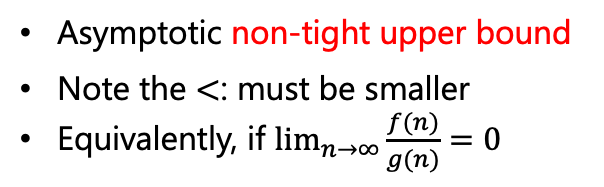 • Asymptotic non-tight upper bound
• Note the <: must be smaller
• Equivalently, if lim_{n→∞} f(n)/g(n) = 0